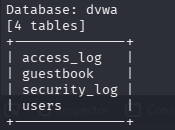 Database: dvwa
[4 tables]
+--------------+
| access_log   |
| guestbook    |
| security_log |
| users        |
+--------------+